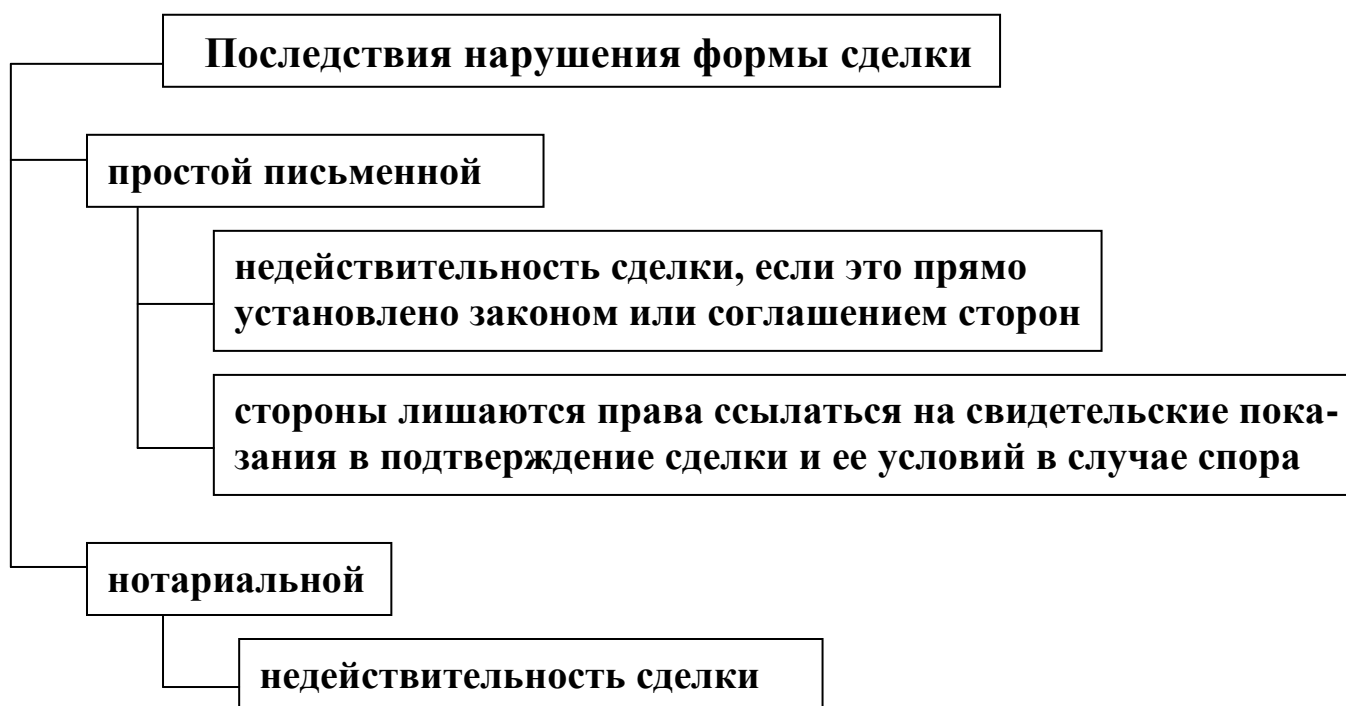 Последствия нарушения формы сделки
простой письменной
недействительность сделки, если это прямо
установлено законом или соглашением сторон
стороны лишаются права ссылаться на свидетельские пока-
зания в подтверждение сделки и ее условий в случае спора
нотариальной
недействительность сделки